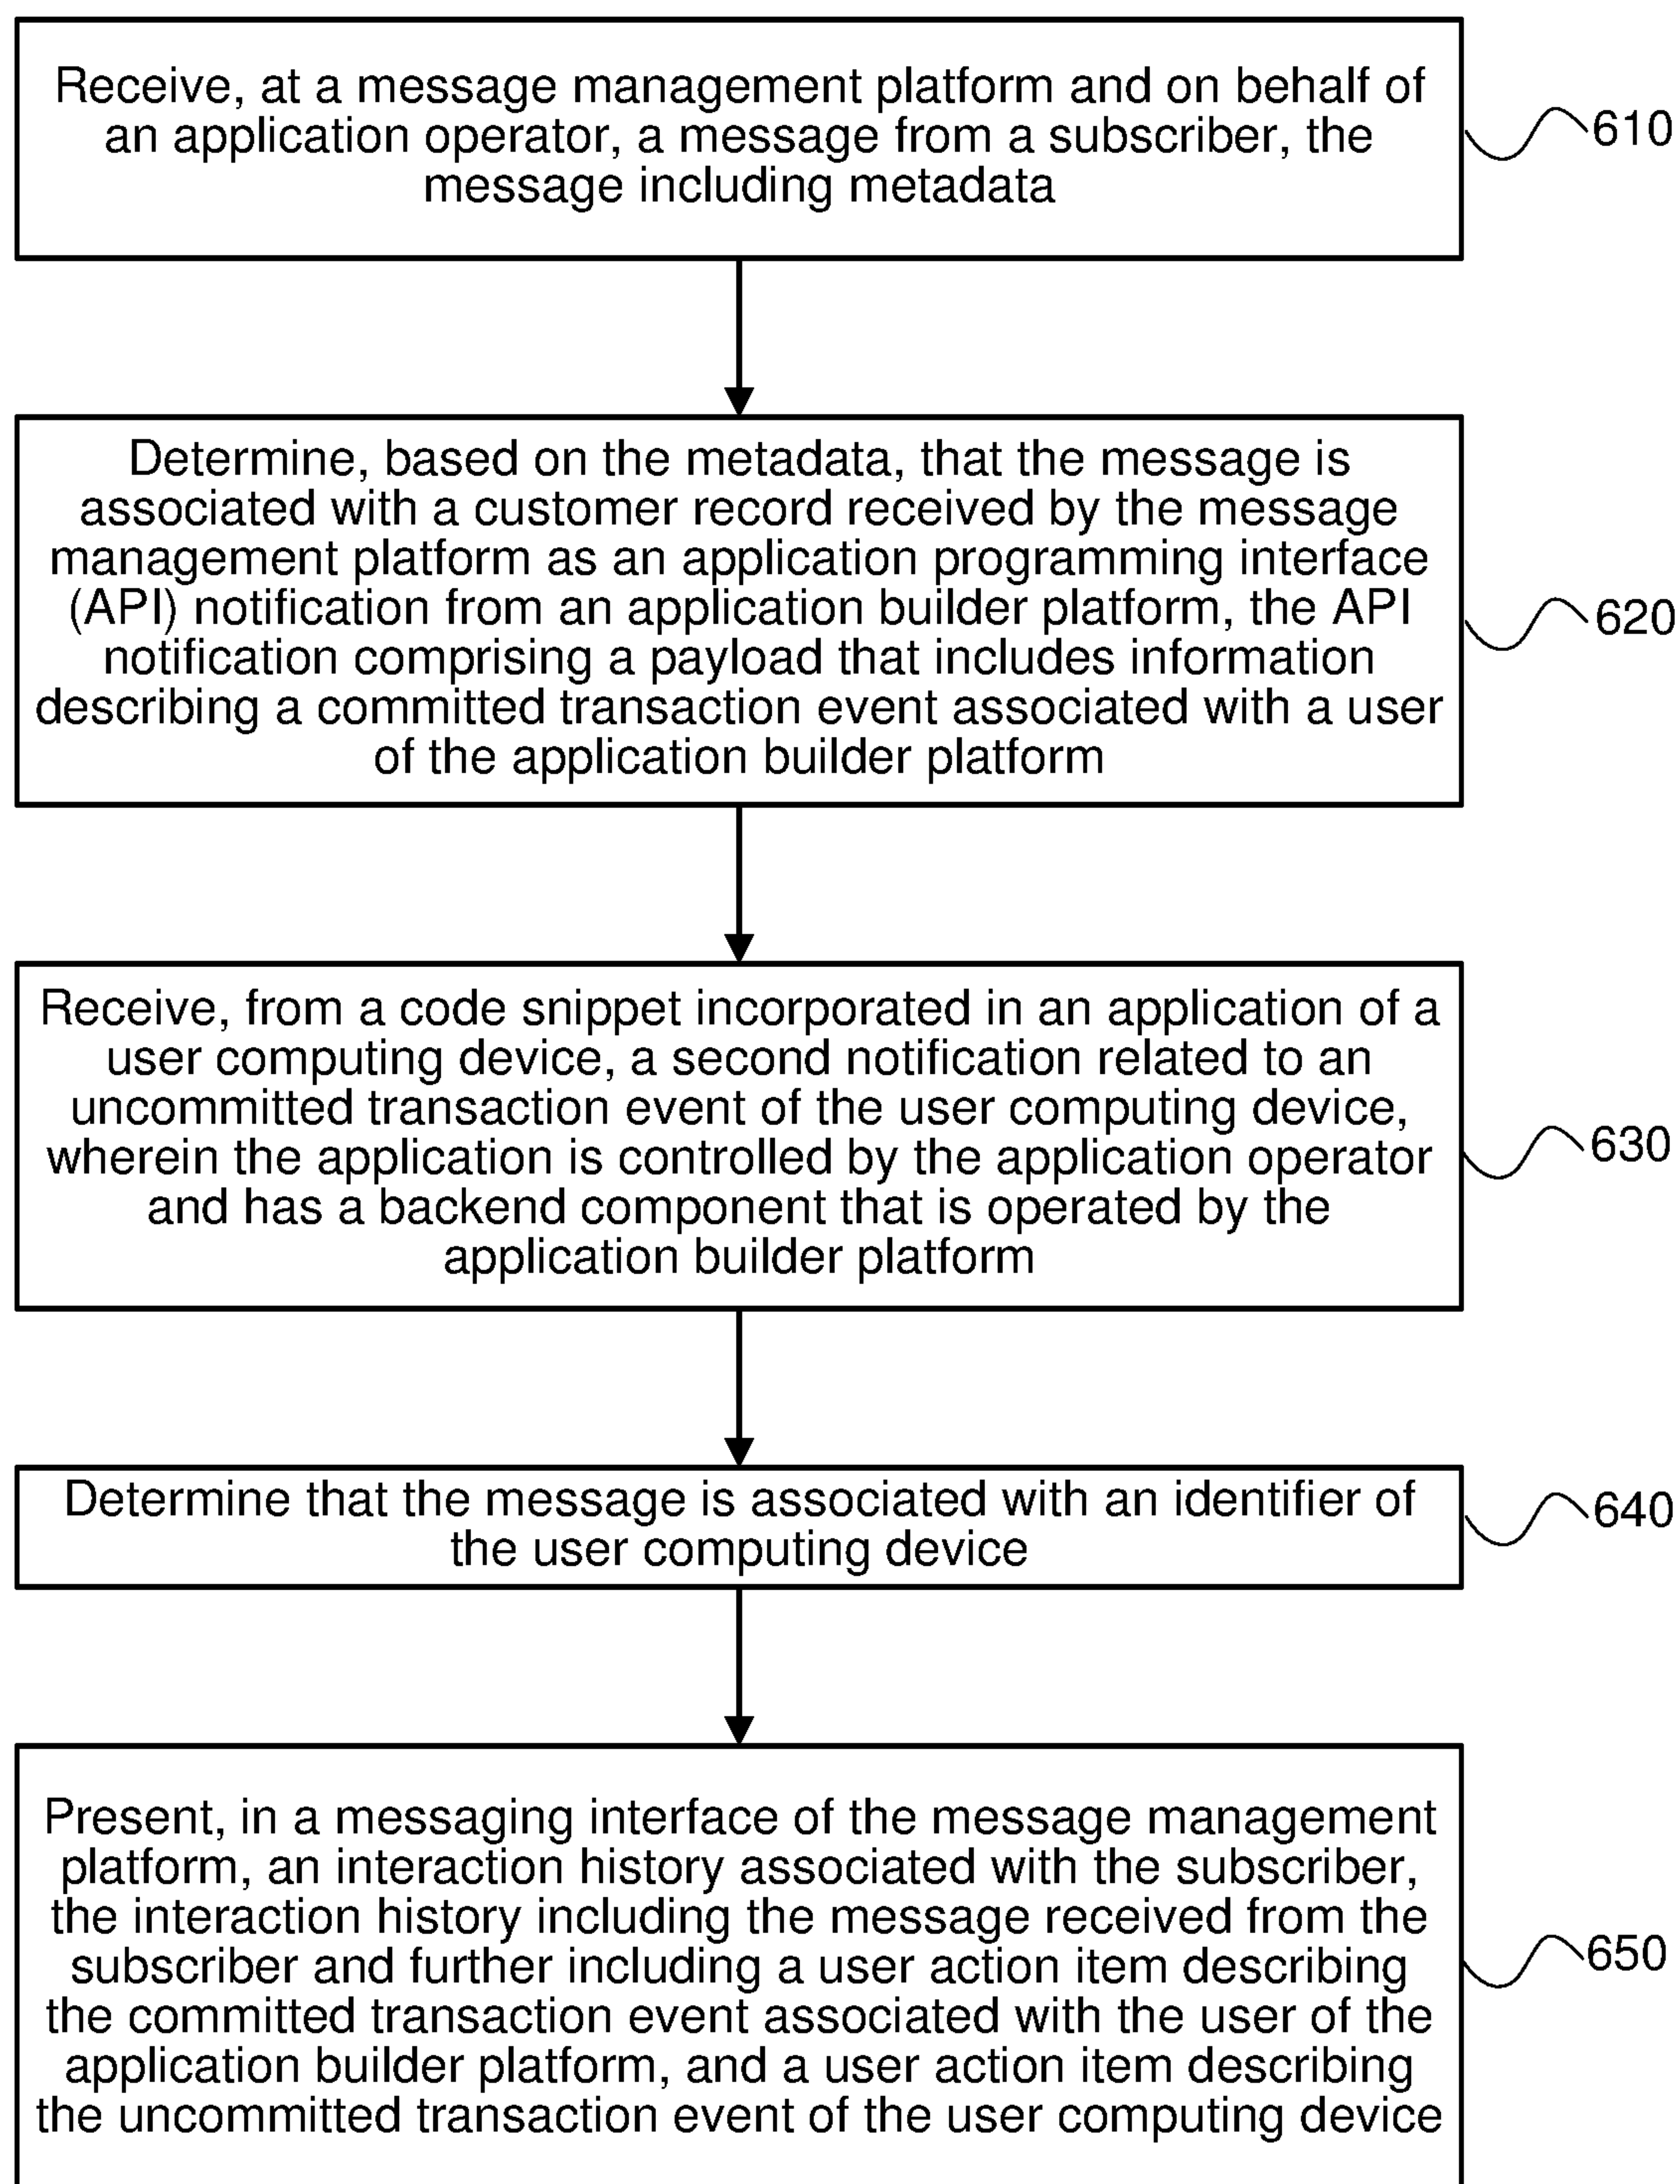 Receive, at a message management platform and on behalf of
an application operator, a message from a subscriber, the
message including metadata
610
Determine, based on the metadata, that the message is
associated with a customer record received by the message
management platform as an application programming interface
(API) notification from an application builder platform, the API
notification comprising a payload that includes information
describing a committed transaction event associated with a user
of the application builder platform
620
Receive, from a code snippet incorporated in an application of a
user computing device, a second notification related to an
uncommitted transaction event of the user computing device,
wherein the application is controlled by the application operator
and has a backend component that is operated by the
application builder platform
630
Determine that the message is associated with an identifier of
the user computing device
640
Present, in a messaging interface of the message management
platform, an interaction history associated with the subscriber,
the interaction history including the message received from the
subscriber and further including a user action item describing
the committed transaction event associated with the user of the
application builder platform, and a user action item describing
the uncommitted transaction event of the user computing device
650